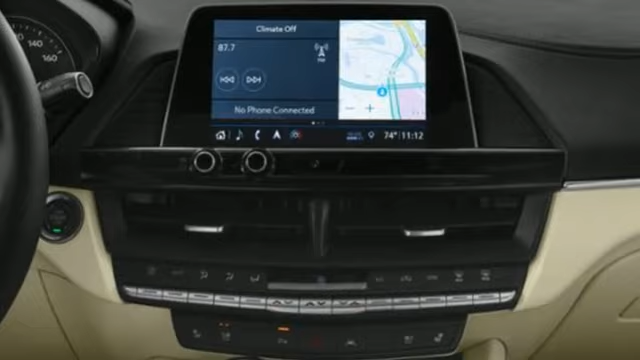 Climate Off
87.7
FM
No Phone Connected
74° 11:12
140
160